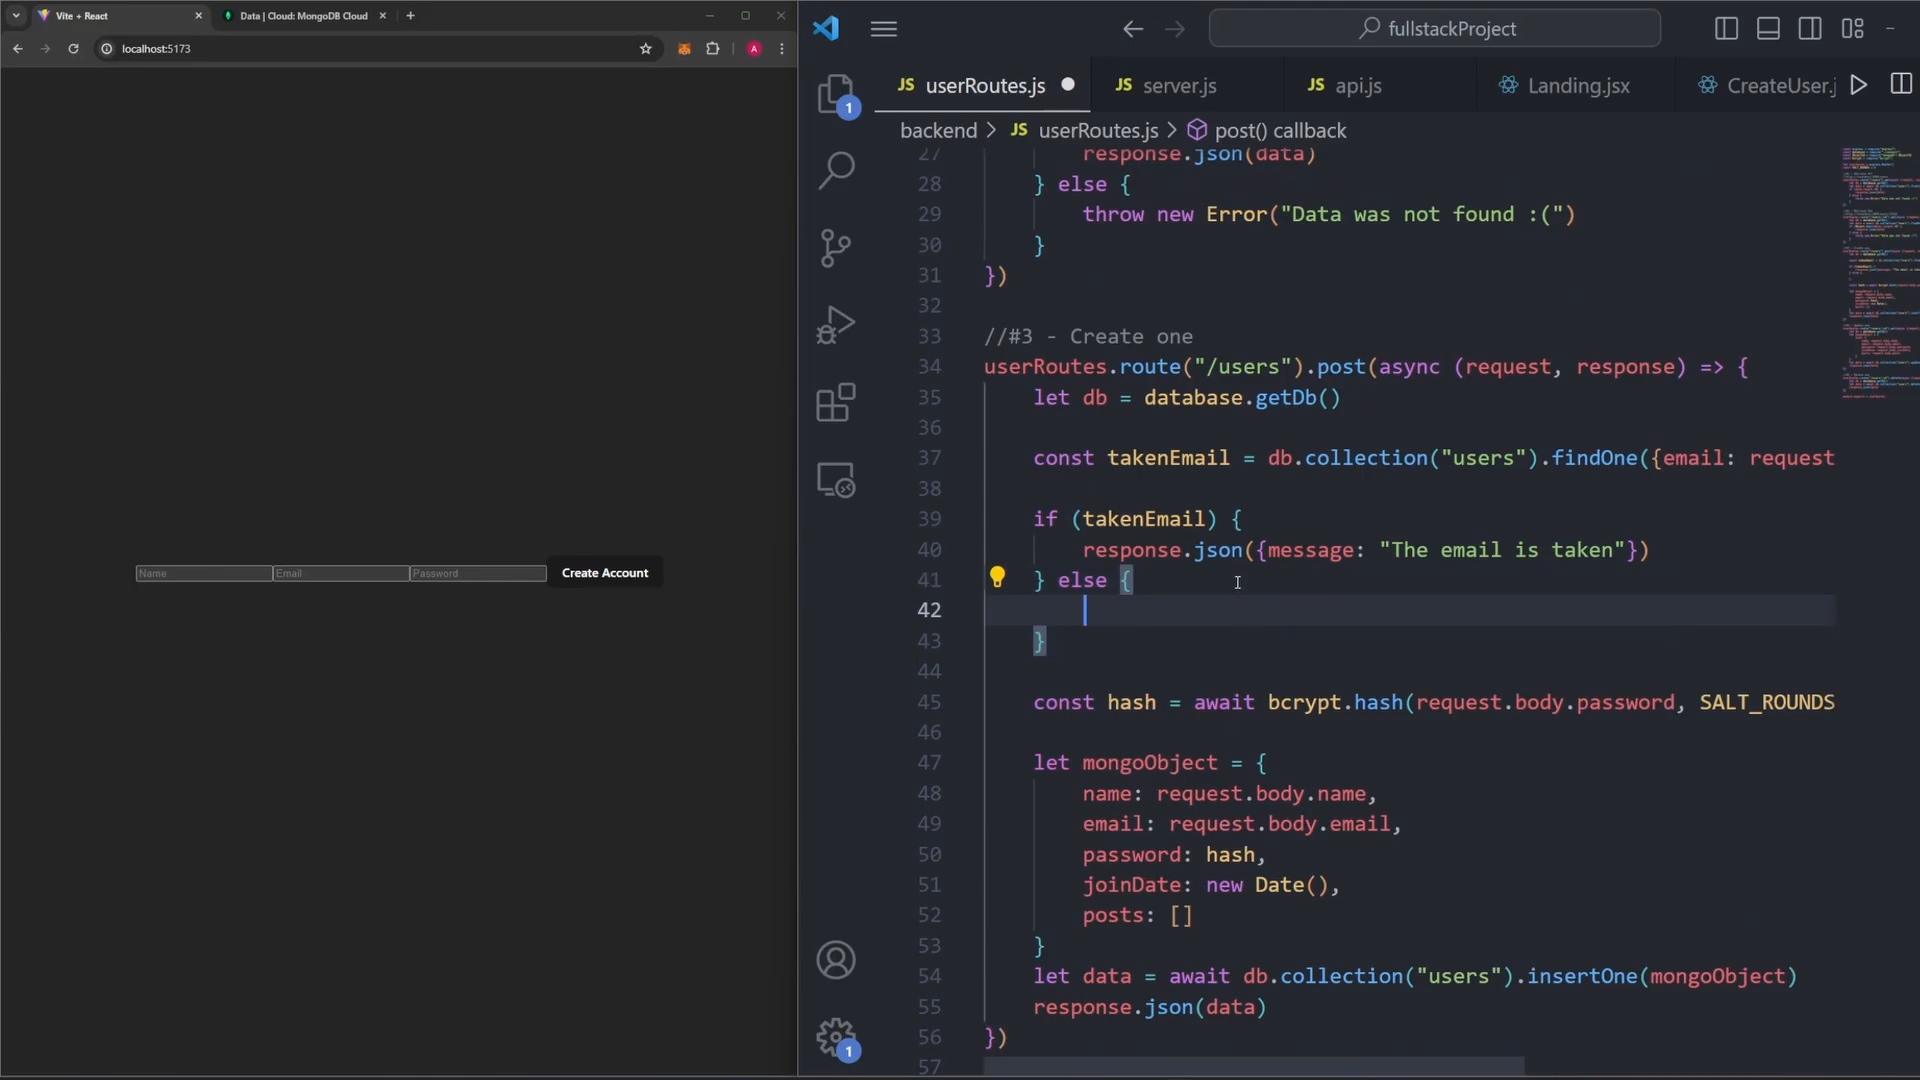 Vite + React
Data | Cloud: MongoDB Cloud
localhost:5173
A
Name
Email
Password
Create Account
fullstackProject
JS userRoutes.js
JS server.js
JS api.js
Landing.jsx
CreateUser.j
1
backend > JS userRoutes.js > post() callback
27 response.json(data)
28 } else {
29 throw new Error("Data was not found :(")
30 }
31 })
32
33 //#3 - Create one
34 userRoutes.route("/users").post(async (request, response) => {
35 let db = database.getDb()
36
37 const takenEmail = db.collection("users").findOne({email: request
38
39 if (takenEmail) {
40 response.json({message: "The email is taken"})
41 } else {
42
43 }
44
45 const hash = await bcrypt.hash(request.body.password, SALT_ROUNDS
46
47 let mongoObject = {
48 name: request.body.name,
49 email: request.body.email,
50 password: hash,
51 joinDate: new Date(),
52 posts: []
53 }
54 let data = await db.collection("users").insertOne(mongoObject)
55 response.json(data)
56 })
57
1